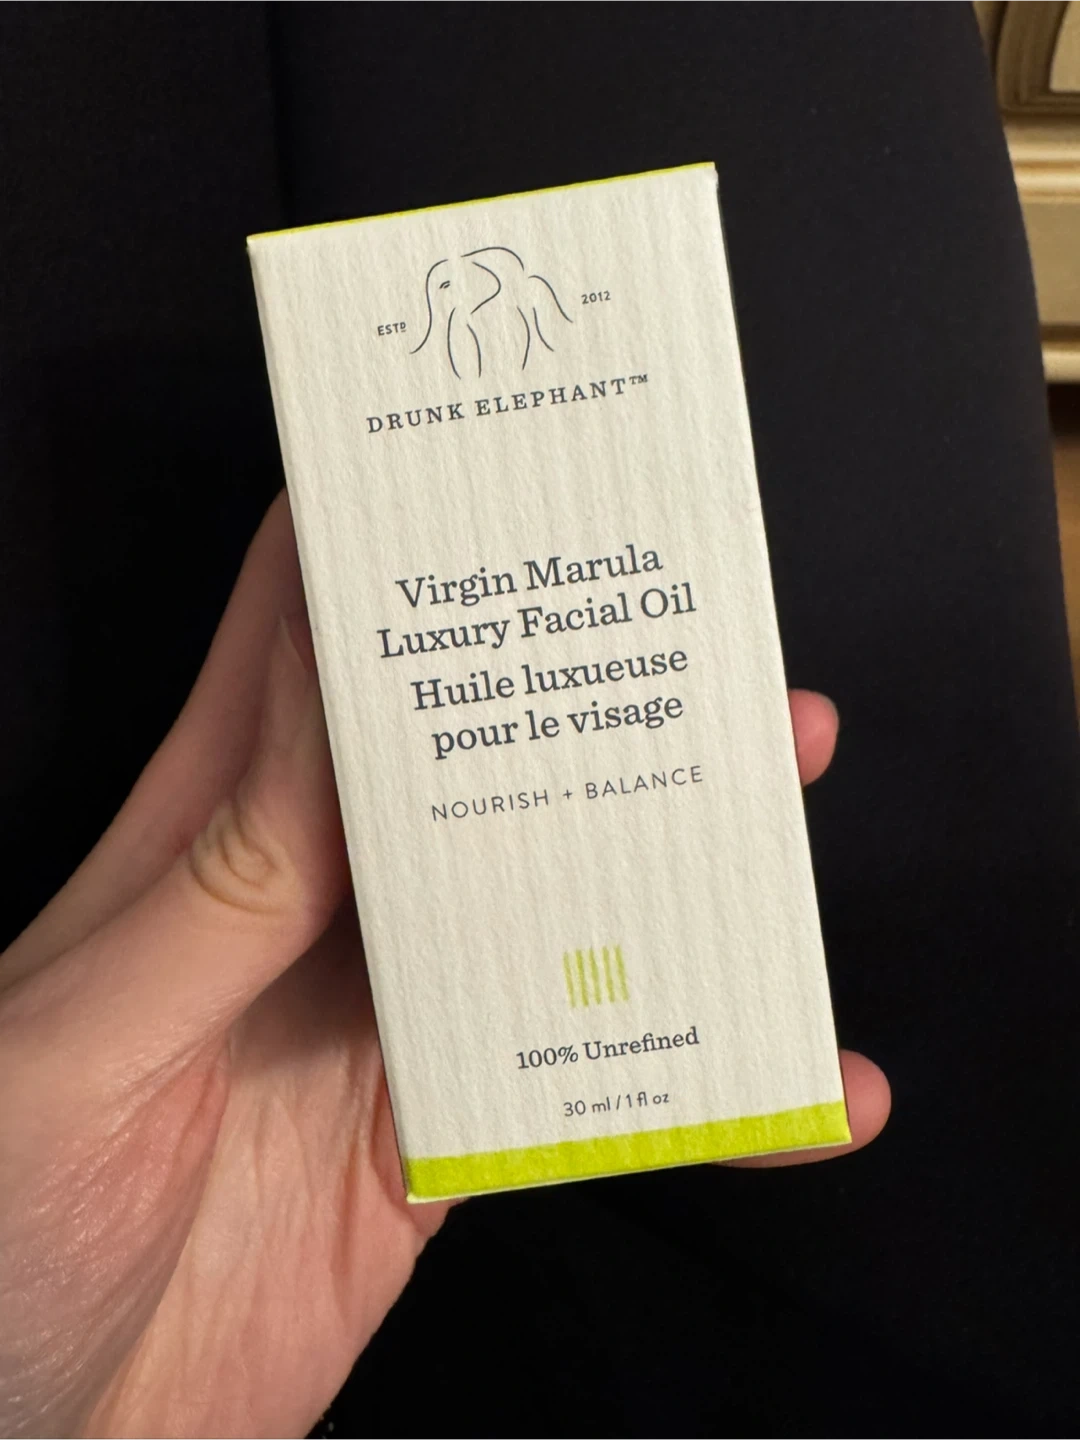 ESTD
2012
DRUNK ELEPHANT™
Virgin Marula
Luxury Facial Oil
Huile luxueuse
pour le visage
NOURISH + BALANCE
100% Unrefined
30 ml / 1 fl oz